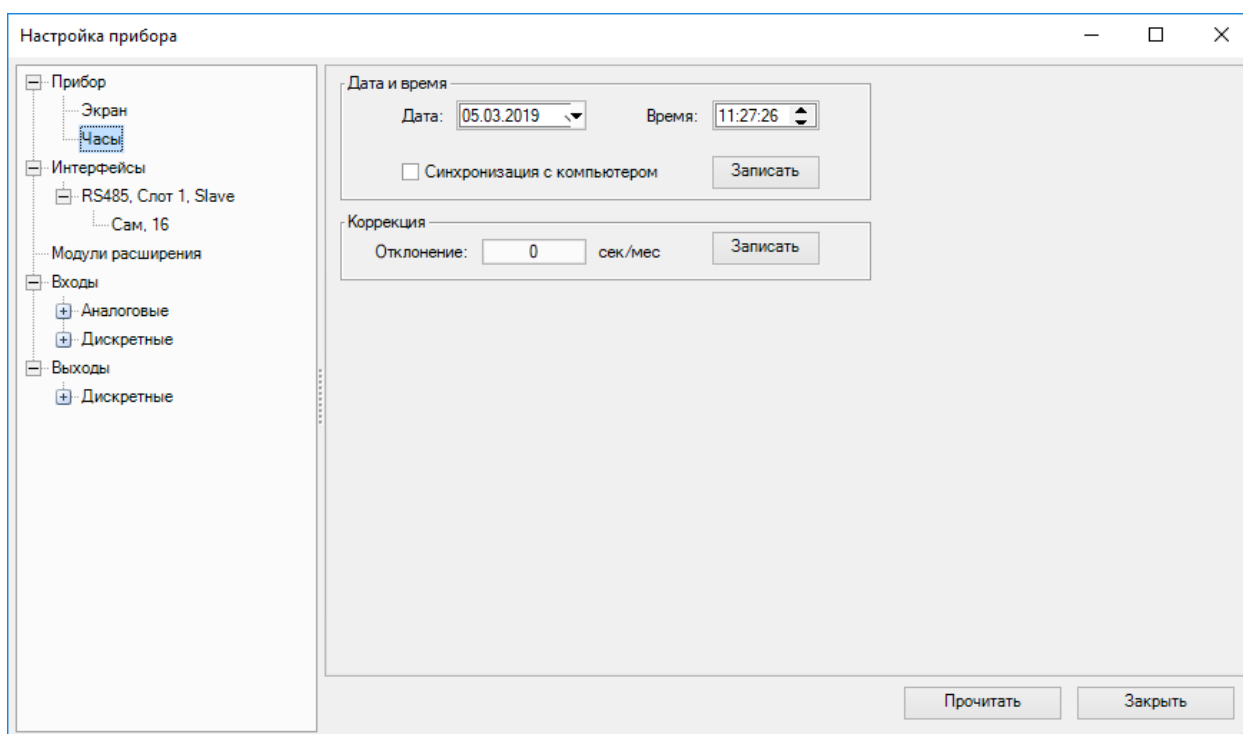 Настройка прибора
Прибор
Экран
Часы
Интерфейсы
RS485, Слот 1, Slave
Сам, 16
Модули расширения
Входы
Аналоговые
Дискретные
Выходы
Дискретные
Дата и время
Дата: 05.03.2019 Время: 11:27:26
Синхронизация с компьютером Записать
Коррекция
Отклонение: 0 сек/мес Записать
Прочитать Закрыть